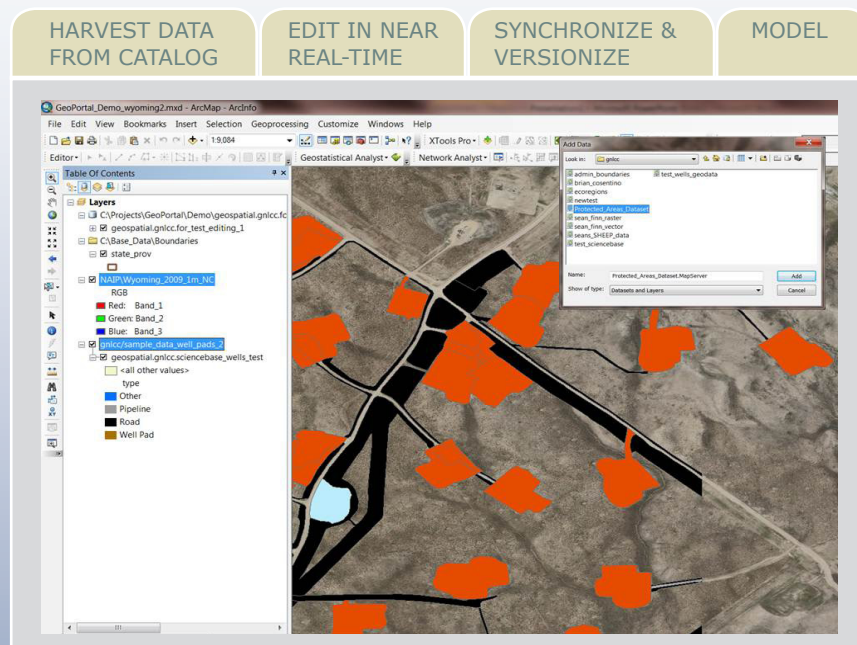 HARVEST DATA
FROM CATALOG
EDIT IN NEAR
REAL-TIME
SYNCHRONIZE &
VERSIONIZE
MODEL
GeoPortal_Demo_wyoming2.mxd - ArcMap - ArcInfo
File Edit View Bookmarks Insert Selection Geoprocessing Customize Windows Help
1:9,084
XTools Pro
Editor
Geostatistical Analyst
Network Analyst
Table Of Contents
Layers
C:\Projects\GeoPortal\Demo\geospatial.gnlcc.fc
geospatial.gnlcc.for_test_editing_1
C:\Base_Data\Boundaries
state_prov
NAIP\Wyoming_2009_1m_NC
RGB
Red: Band_1
Green: Band_2
Blue: Band_3
gnlcc/sample_data_well_pads_2
geospatial.gnlcc.sciencebase_wells_test
<all other values>
type
Other
Pipeline
Road
Well Pad
Add Data
Look in: gnlcc
admin_boundaries
brian_cosentino
ecoregions
newtest
Protected_Areas_Dataset
sean_finn_raster
sean_finn_vector
seans_SHEEP_data
test_sciencebase
test_wells_geodata
Name: Protected_Areas_Dataset.MapServer
Add
Show of type: Datasets and Layers
Cancel